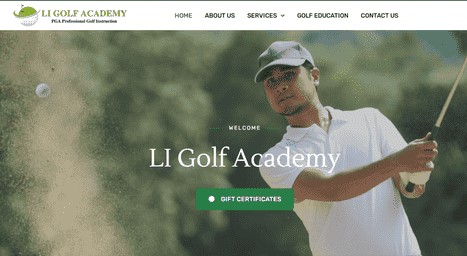 LI GOLF ACADEMY
PGA Professional Golf Instruction
HOME ABOUT US SERVICES GOLF EDUCATION CONTACT US
WELCOME
LI Golf Academy
GIFT CERTIFICATES